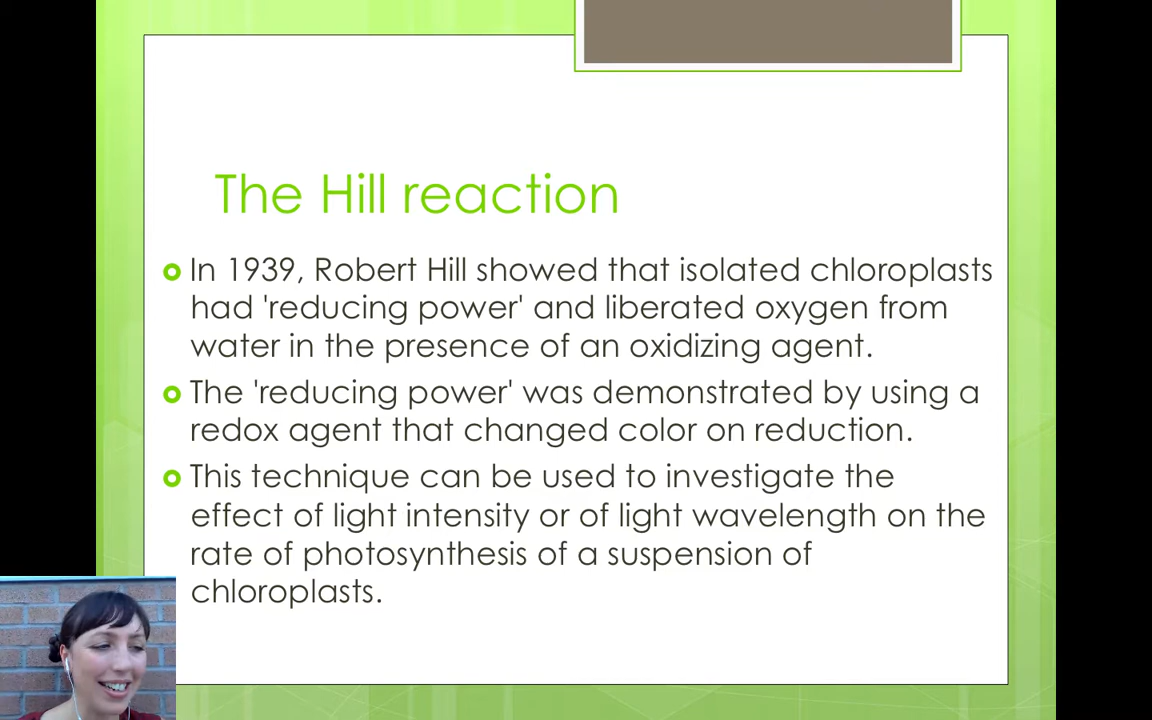 The Hill reaction
In 1939, Robert Hill showed that isolated chloroplasts
had 'reducing power' and liberated oxygen from
water in the presence of an oxidizing agent.
The 'reducing power' was demonstrated by using a
redox agent that changed color on reduction.
This technique can be used to investigate the
effect of light intensity or of light wavelength on the
rate of photosynthesis of a suspension of
chloroplasts.